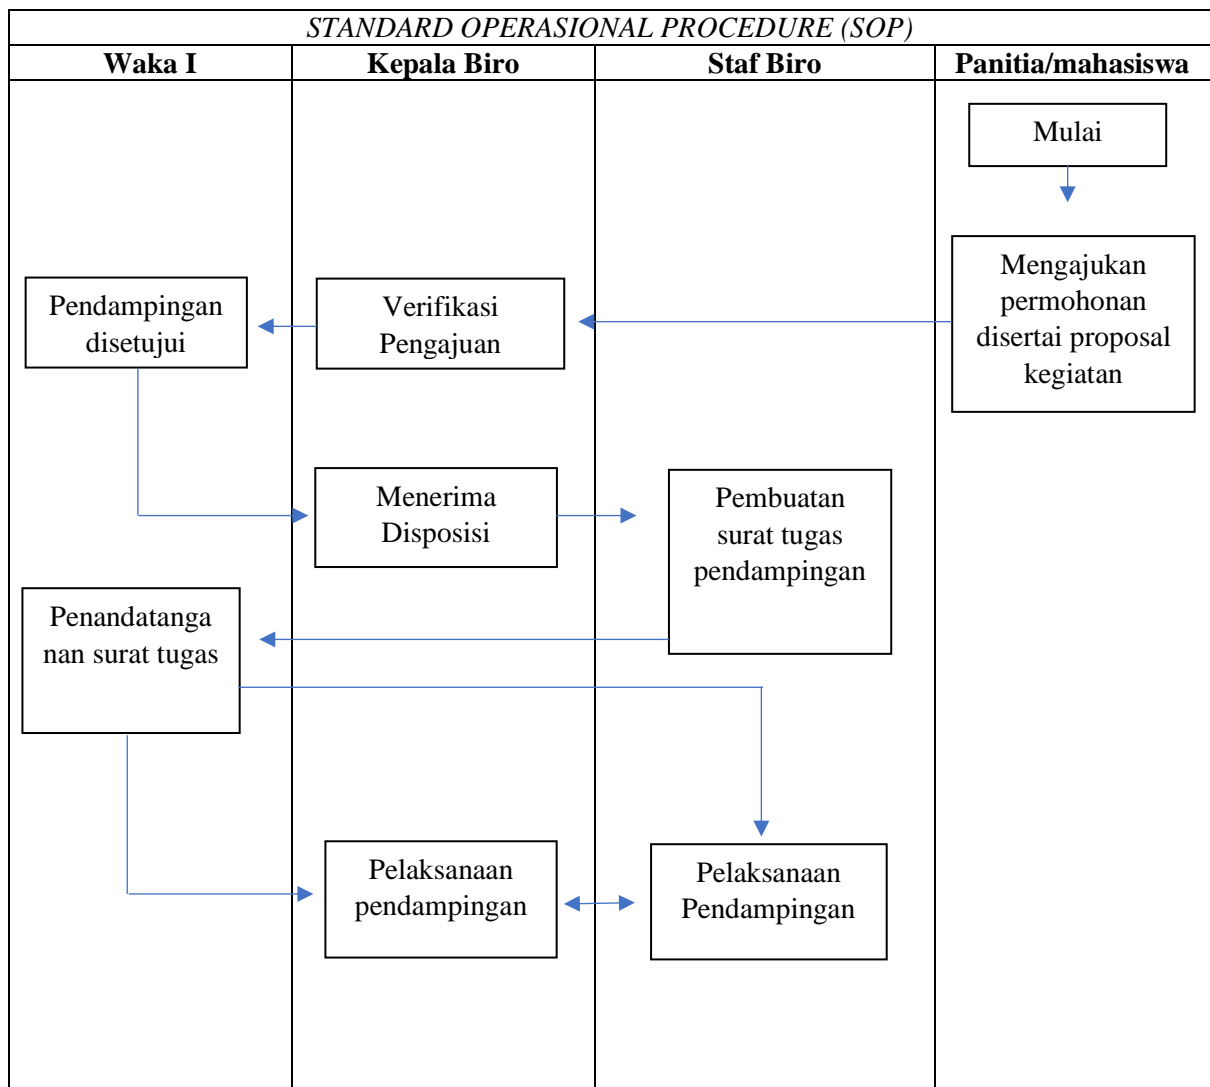 STANDARD OPERASIONAL PROCEDURE (SOP)
Waka I
Kepala Biro
Staf Biro
Panitia/mahasiswa
Mulai
Mengajukan
permohonan
disertai proposal
kegiatan
Verifikasi
Pengajuan
Pendampingan
disetujui
Menerima
Disposisi
Pembuatan
surat tugas
pendampingan
Penandatanga
nan surat tugas
Pelaksanaan
pendampingan
Pelaksanaan
Pendampingan